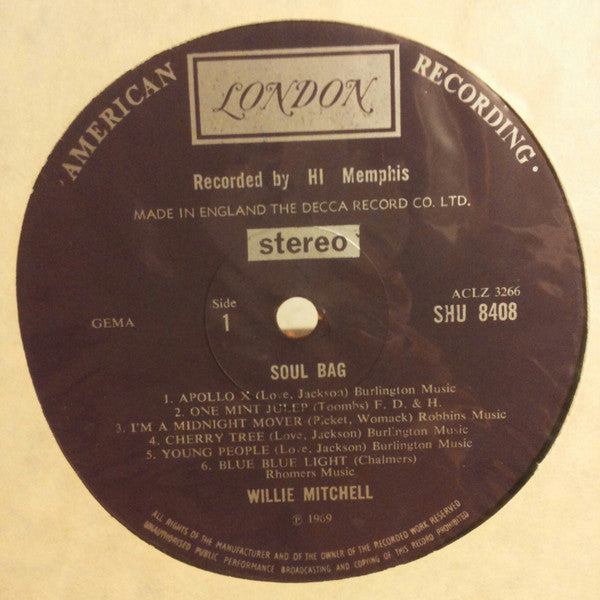 ·AMERICAN RECORDING·
LONDON
Recorded by HI Memphis
MADE IN ENGLAND THE DECCA RECORD CO. LTD.
stereo
Side
1
GEMA
ACLZ 3266
SHU 8408
SOUL BAG
1. APOLLO X (Love, Jackson) Burlington Music
2. ONE MINT JULEP (Toombs) F. D. & H.
3. I'M A MIDNIGHT MOVER (Picket, Womack) Robbins Music
4. CHERRY TREE (Love, Jackson) Burlington Music
5. YOUNG PEOPLE (Love, Jackson) Burlington Music
6. BLUE BLUE LIGHT (Chalmers)
Rhomers Music
WILLIE MITCHELL
℗ 1969
ALL RIGHTS OF THE MANUFACTURER AND OF THE OWNER OF THE RECORDED WORK RESERVED
UNAUTHORISED PUBLIC PERFORMANCE BROADCASTING AND COPYING OF THIS RECORD PROHIBITED